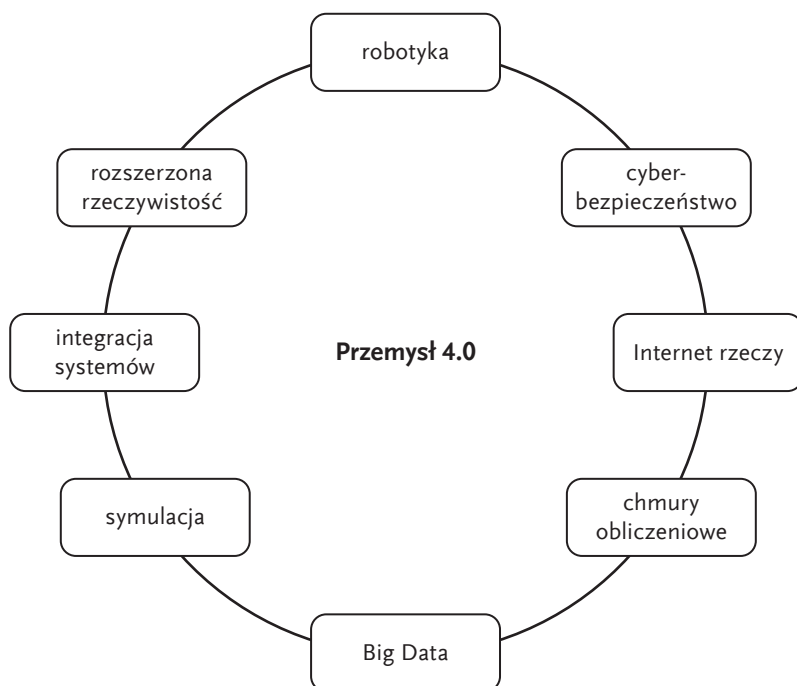 robotyka
rozszerzona
rzeczywistość
cyber-
bezpieczeństwo
integracja
systemów
Przemysł 4.0
Internet rzeczy
symulacja
chmury
obliczeniowe
Big Data